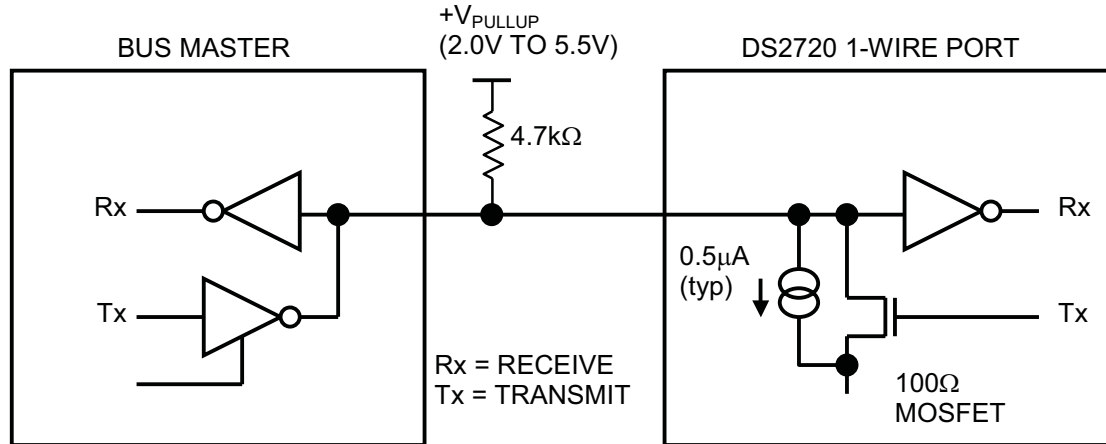 +VPULLUP
(2.0V TO 5.5V)
BUS MASTER
DS2720 1-WIRE PORT
4.7kΩ
Rx
Rx
0.5μA
(typ)
Tx
Tx
Rx = RECEIVE
Tx = TRANSMIT
100Ω
MOSFET